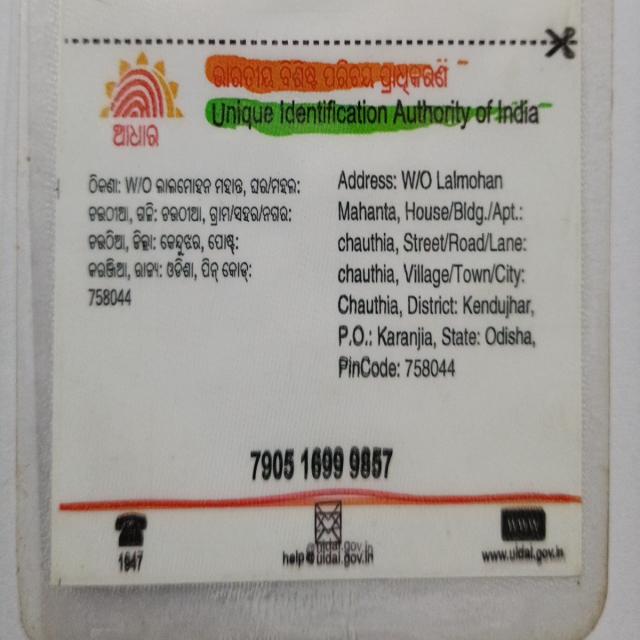 ଭାରତୀୟ ବିଶିଷ୍ଟ ପରିଚୟ ପ୍ରାଧିକରଣ
Unique Identification Authority of India
ଆଧାର
ଠିକଣା: W/O ଲାଲମୋହନ ମହାନ୍ତ, ଘର/ମହଲ:
ଚଉଠିଆ, ଗଳି: ଚଉଠିଆ, ଗ୍ରାମ/ସହର/ନଗର:
ଚଉଠିଆ, ଜିଲ୍ଲା: କେନ୍ଦୁଝର, ପୋଷ୍ଟ:
କରଞ୍ଜିଆ, ରାଜ୍ୟ: ଓଡିଶା, ପିନ୍ କୋଡ୍:
758044
Address: W/O Lalmohan
Mahanta, House/Bldg./Apt.:
chauthia, Street/Road/Lane:
chauthia, Village/Town/City:
Chauthia, District: Kendujhar,
P.O.: Karanjia, State: Odisha,
PinCode: 758044
7905 1699 9857
1947
help@uidai.gov.in
www.uidai.gov.in